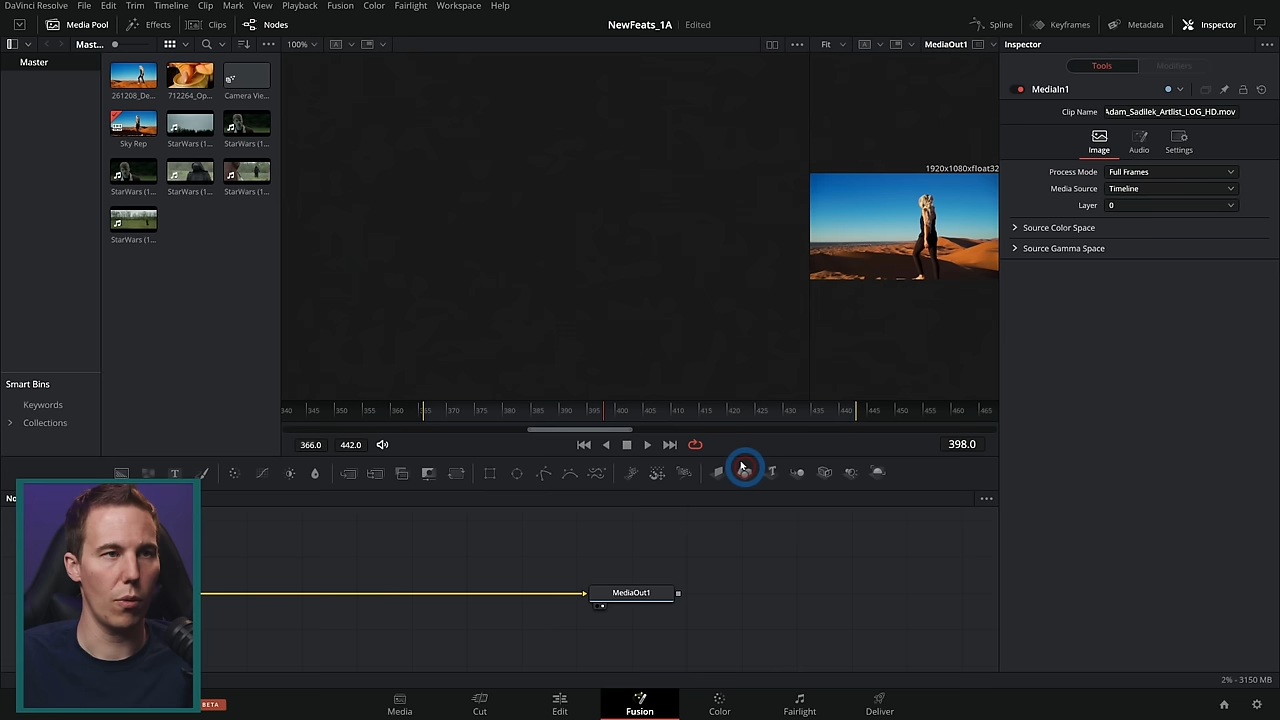 DaVinci Resolve File Edit Trim Timeline Clip Mark View Playback Fusion Color Fairlight Workspace Help
Media Pool Effects Clips Nodes NewFeats_1A Edited Spline Keyframes Metadata Inspector
Mast... 100% Fit MediaOut1 Inspector
Master
Tools Modifiers
MediaIn1
261208_De... 712264_Op... Camera Vie...
Clip Name Adam_Sadilek_Artlist_LOG_HD.mov
Sky Rep StarWars (1... StarWars (1...
Image Audio Settings
1920x1080xfloat32
Process Mode Full Frames
Media Source Timeline
StarWars (1... StarWars (1... StarWars (1...
Layer 0
Source Color Space
StarWars (1...
Source Gamma Space
Smart Bins
Keywords
Collections
340 345 350 355 360 365 370 375 380 385 390 395 400 405 410 415 420 425 430 435 440 445 450 455 460 465
366.0 442.0 398.0
No
MediaOut1
2% - 3150 MB
BETA
Media Cut Edit Fusion Color Fairlight Deliver